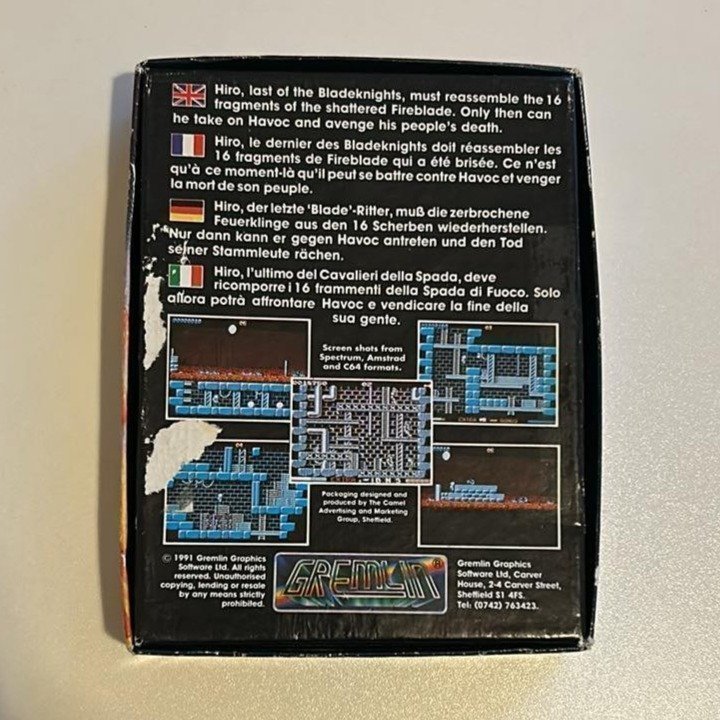 Hiro, last of the Bladeknights, must reassemble the 16
fragments of the shattered Fireblade. Only then can
he take on Havoc and avenge his people's death.
Hiro, le dernier des Bladeknights doit réassembler les
16 fragments de Fireblade qui a été brisée. Ce n'est
qu'à ce moment-là qu'il peut se battre contre Havoc et venger
la mort de son peuple.
Hiro, der letzte 'Blade'-Ritter, muß die zerbrochene
Feuerklinge aus den 16 Scherben wiederherstellen.
Nur dann kann er gegen Havoc antreten und den Tod
seiner Stammleute rächen.
Hiro, l'ultimo del Cavalieri della Spada, deve
ricomporre i 16 frammenti della Spada di Fuoco. Solo
allora potrà affrontare Havoc e vendicare la fine della
sua gente.
Screen shots from
Spectrum, Amstrad
and C64 formats.
Packaging designed and
produced by The Camel
Advertising and Marketing
Group, Sheffield.
© 1991 Gremlin Graphics
Software Ltd. All rights
reserved. Unauthorised
copying, lending or resale
by any means strictly
prohibited.
GREMLIN ®
Gremlin Graphics
Software Ltd, Carver
House, 2-4 Carver Street,
Sheffield S1 4FS.
Tel: (0742) 763423.